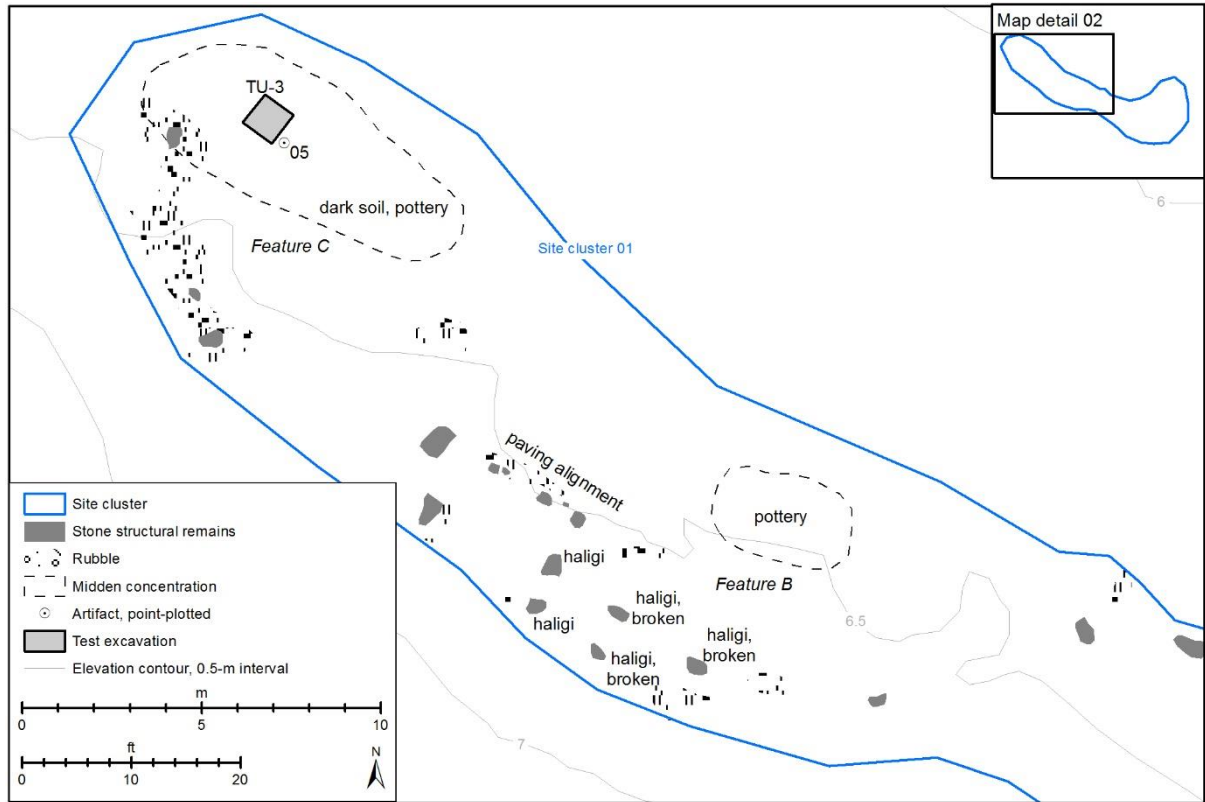 Map detail 02
TU-3
05
dark soil, pottery
Feature C
Site cluster 01
6
paving alignment
pottery
haligi
Feature B
haligi
haligi,
broken
haligi,
broken
haligi,
broken
6.5
7
Site cluster
Stone structural remains
Rubble
Midden concentration
Artifact, point-plotted
Test excavation
Elevation contour, 0.5-m interval
m
0 5 10
ft
0 10 20
N